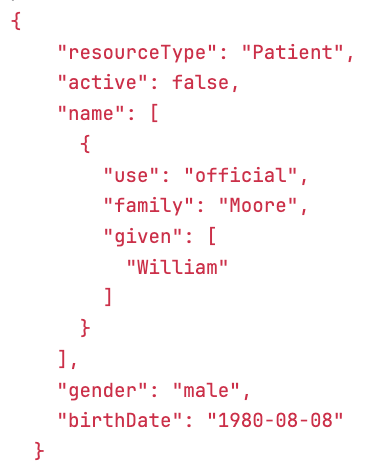 {
"resourceType": "Patient",
"active": false,
"name": [
{
"use": "official",
"family": "Moore",
"given": [
"William"
]
}
],
"gender": "male",
"birthDate": "1980-08-08"
}